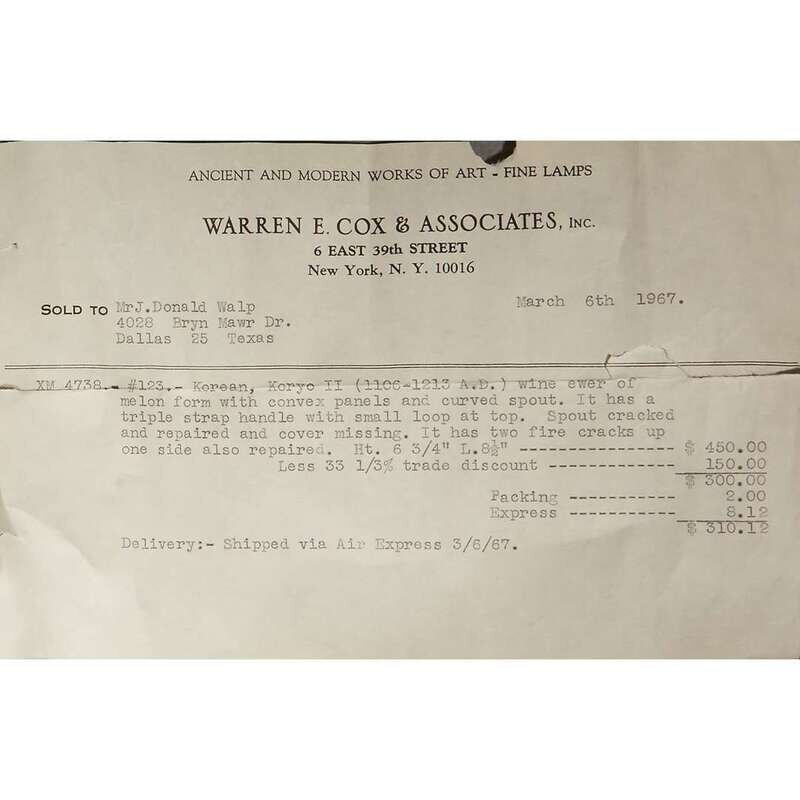 ANCIENT AND MODERN WORKS OF ART - FINE LAMPS
WARREN E. COX & ASSOCIATES, INC.
6 EAST 39th STREET
New York, N. Y. 10016
SOLD TO MrJ.Donald Walp March 6th 1967.
4028 Bryn Mawr Dr.
Dallas 25 Texas
XM 4738.- #123.- Korean, Koryo II (1106-1213 A.D.) wine ewer of
melon form with convex panels and curved spout. It has a
triple strap handle with small loop at top. Spout cracked
and repaired and cover missing. It has two fire cracks up
one side also repaired. Ht. 6 3/4" L.8½" ---------------- $ 450.00
Less 33 1/3% trade discount ------------- 150.00
$ 300.00
Packing ----------- 2.00
Express ----------- 8.12
$ 310.12
Delivery:- Shipped via Air Express 3/6/67.